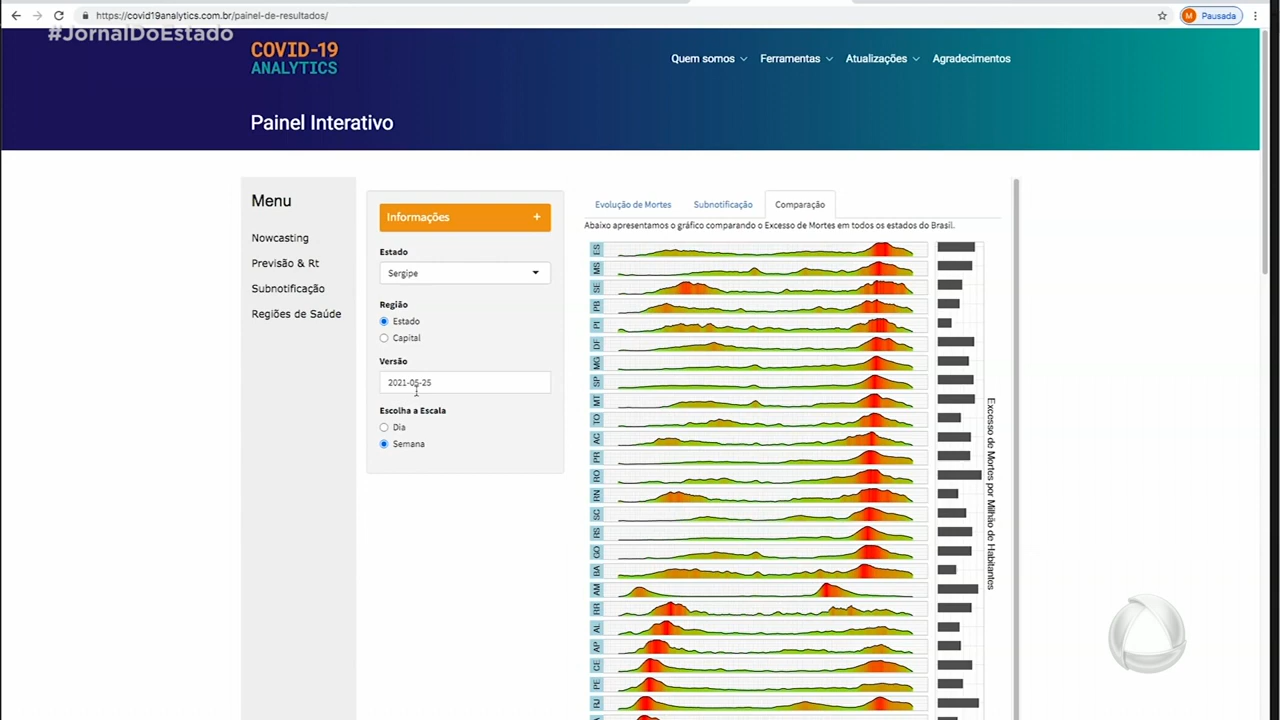 https://covid19analytics.com.br/painel-de-resultados/
M Pausada
#JornalDoEstado
COVID-19
ANALYTICS
Quem somos
Ferramentas
Atualizações
Agradecimentos
Painel Interativo
Menu
Nowcasting
Previsão & Rt
Subnotificação
Regiões de Saúde
Informações +
Estado
Sergipe
Região
Estado
Capital
Versão
2021-05-25
Escolha a Escala
Dia
Semana
Evolução de Mortes
Subnotificação
Comparação
Abaixo apresentamos o gráfico comparando o Excesso de Mortes em todos os estados do Brasil.
ES
MS
SE
PB
PI
DF
MG
SP
MT
TO
AC
PR
RO
RN
SC
RS
GO
BA
AM
RR
AL
AP
CE
PE
RJ
Excesso de Mortes por Milhão de Habitantes